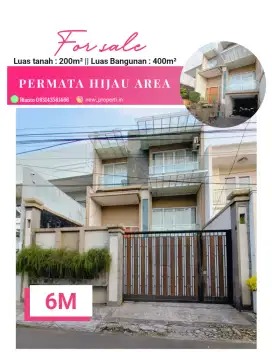 For sale
Luas tanah : 200m² || Luas Bangunan : 400m²
PERMATA HIJAU AREA
6M